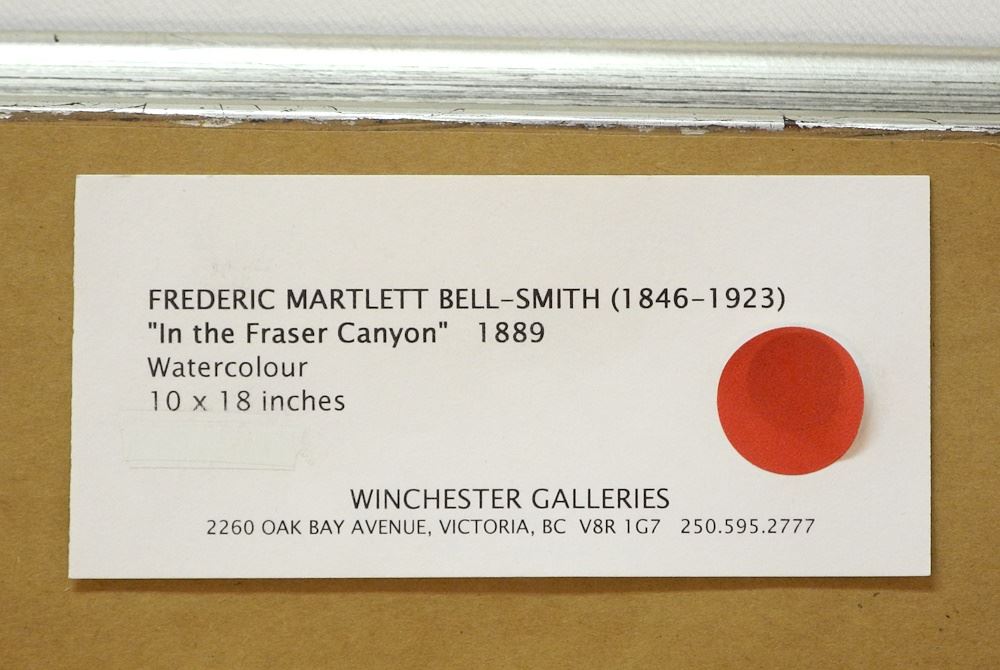 FREDERIC MARTLETT BELL-SMITH (1846-1923)
"In the Fraser Canyon" 1889
Watercolour
10 x 18 inches
WINCHESTER GALLERIES
2260 OAK BAY AVENUE, VICTORIA, BC V8R 1G7 250.595.2777